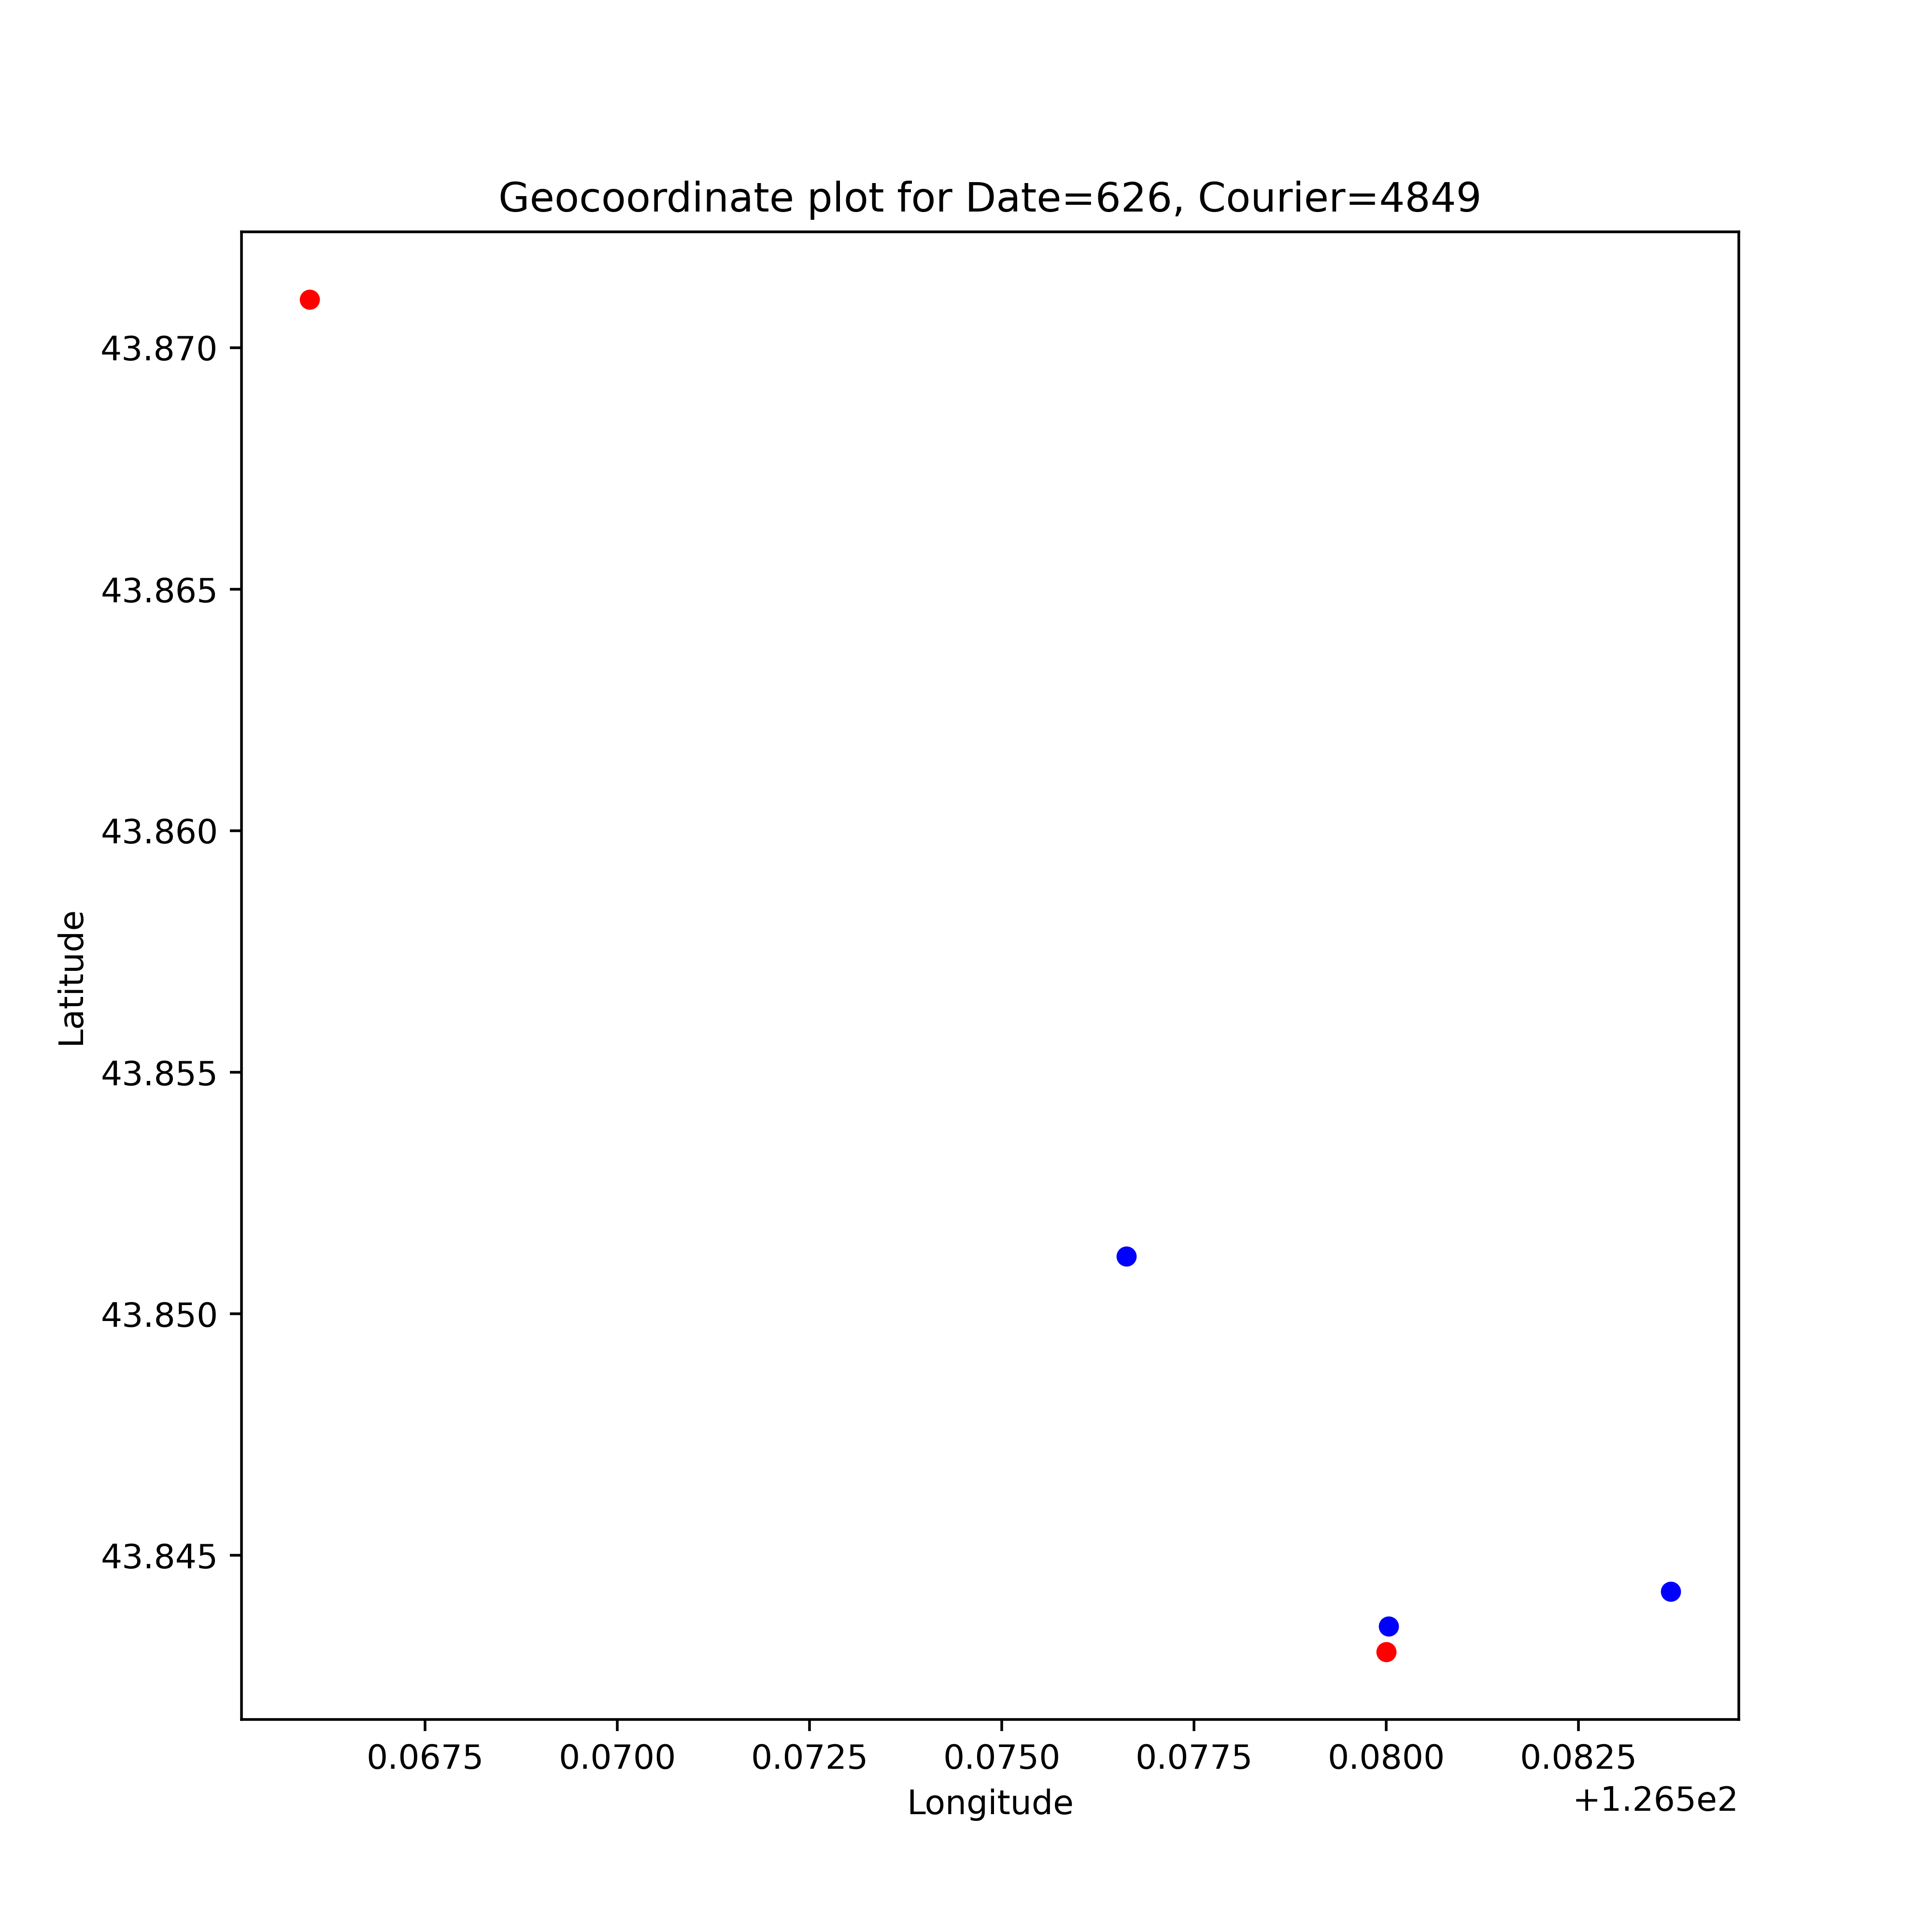 Geocoordinate plot for Date=626, Courier=4849
43.870
43.865
43.860
43.855
43.850
43.845
Latitude
0.0675 0.0700 0.0725 0.0750 0.0775 0.0800 0.0825
Longitude
+1.265e2